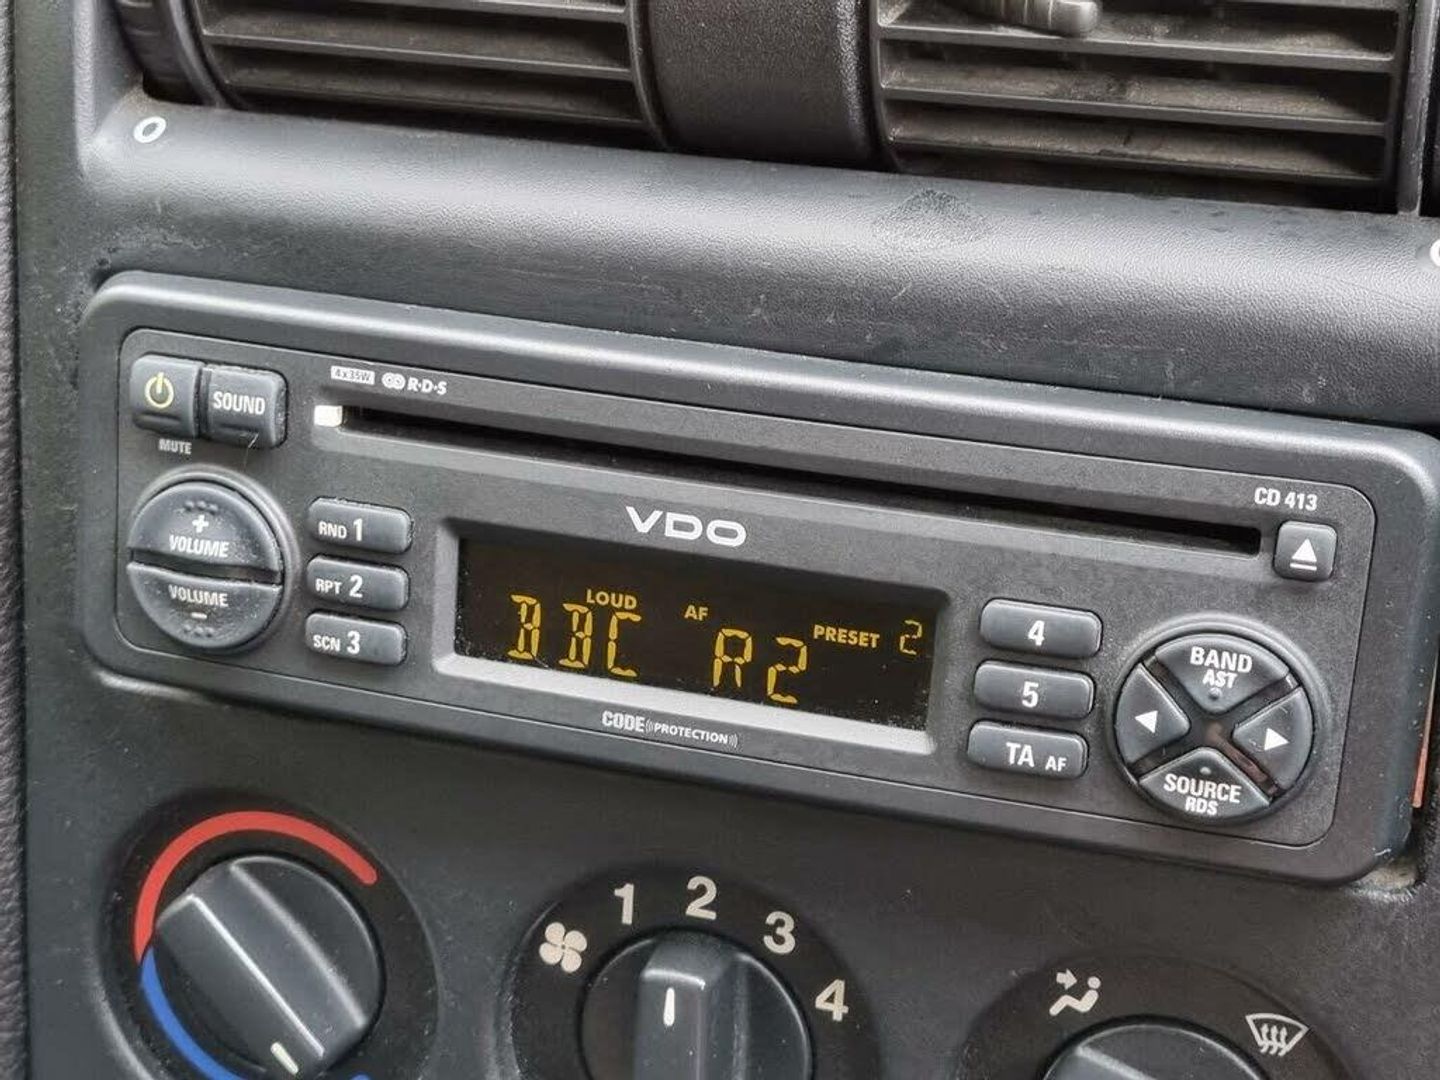 SOUND
MUTE
4x35W R·D·S
CD 413
+
VOLUME
VOLUME
-
RND 1
RPT 2
SCN 3
VDO
LOUD AF PRESET 2
BBC R2
CODE PROTECTION
4
5
TA AF
BAND
AST
SOURCE
RDS
1 2 3 4